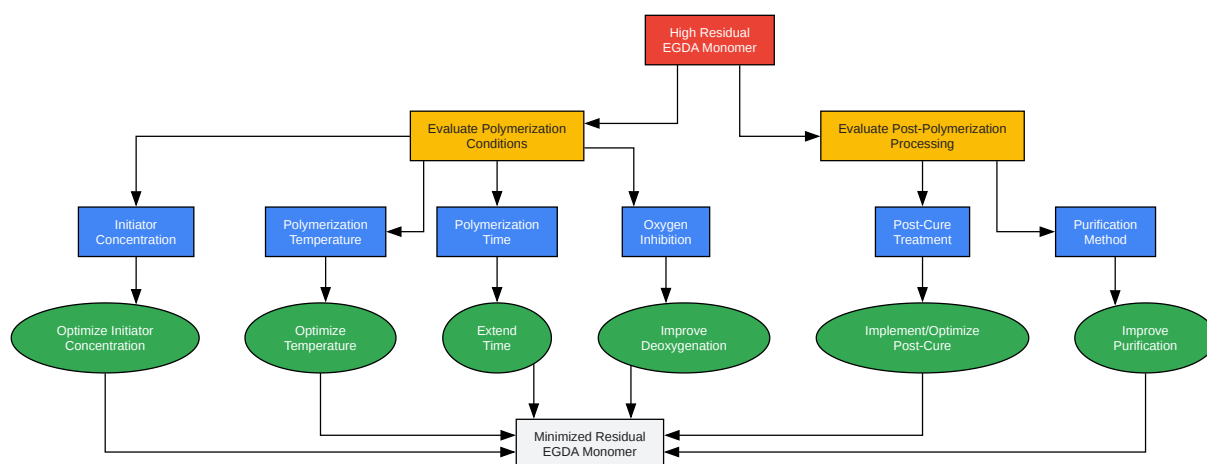 High Residual
EGDA Monomer
Evaluate Polymerization
Conditions
Evaluate Post-Polymerization
Processing
Initiator
Concentration
Polymerization
Temperature
Polymerization
Time
Oxygen
Inhibition
Post-Cure
Treatment
Purification
Method
Optimize Initiator
Concentration
Optimize
Temperature
Extend
Time
Improve
Deoxygenation
Implement/Optimize
Post-Cure
Improve
Purification
Minimized Residual
EGDA Monomer